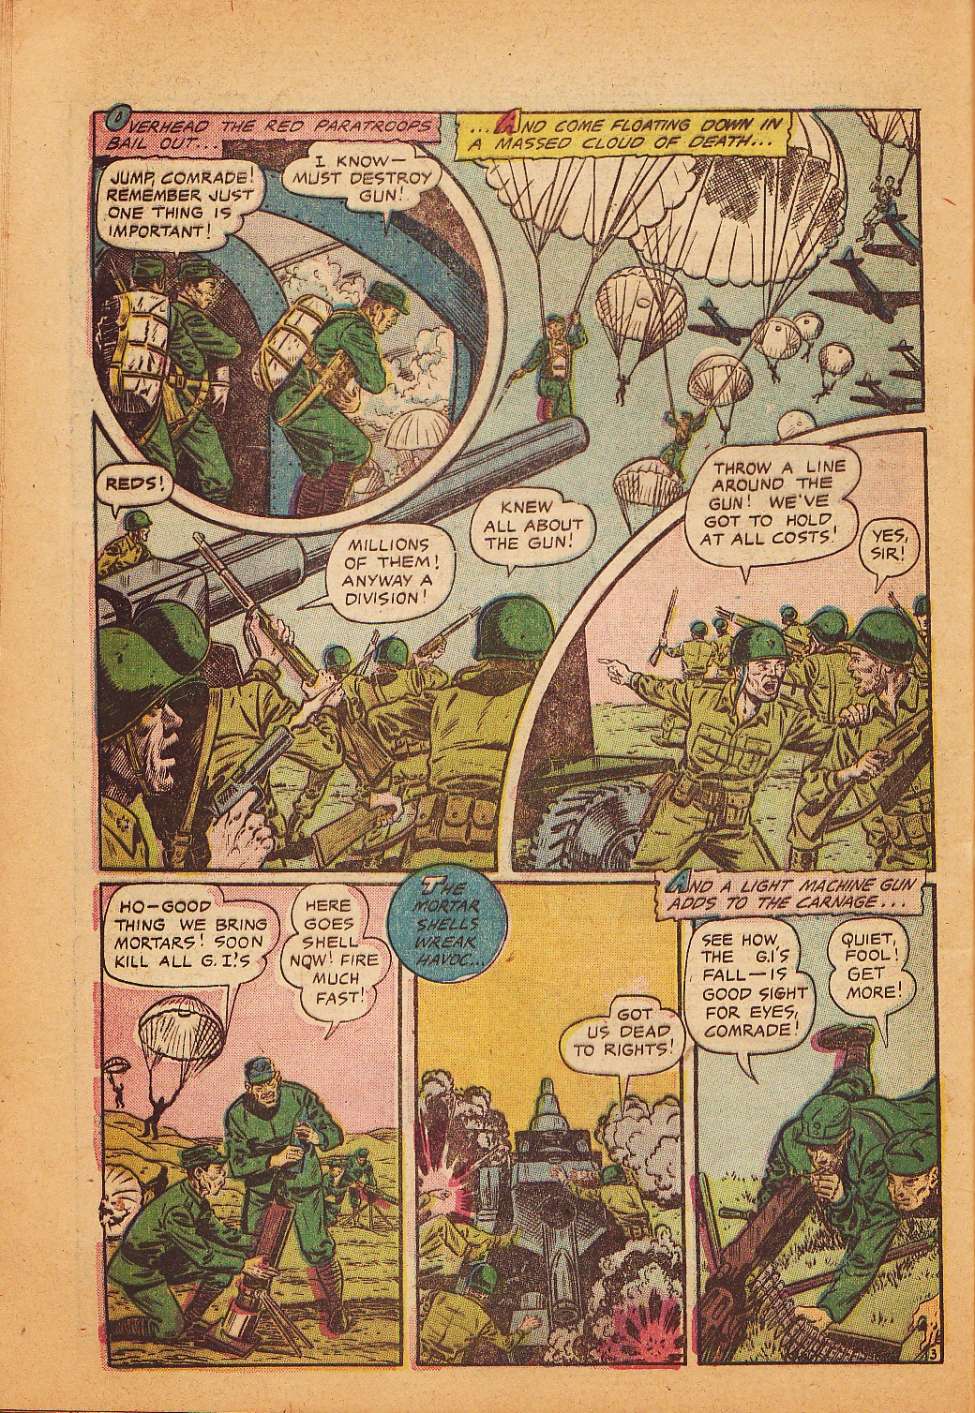 OVERHEAD THE RED PARATROOPS
BAIL OUT...
JUMP, COMRADE!
REMEMBER JUST
ONE THING IS
IMPORTANT!
I KNOW—
MUST DESTROY
GUN!
...AND COME FLOATING DOWN IN
A MASSED CLOUD OF DEATH...
REDS!
MILLIONS
OF THEM!
ANYWAY A
DIVISION!
KNEW
ALL ABOUT
THE GUN!
THROW A LINE
AROUND THE
GUN! WE'VE
GOT TO HOLD
AT ALL COSTS!
YES,
SIR!
HO-GOOD
THING WE BRING
MORTARS! SOON
KILL ALL G.I.'S
HERE
GOES
SHELL
NOW! FIRE
MUCH
FAST!
THE
MORTAR
SHELLS
WREAK
HAVOC...
GOT
US DEAD
TO RIGHTS!
AND A LIGHT MACHINE GUN
ADDS TO THE CARNAGE...
SEE HOW
THE G.I'S
FALL—IS
GOOD SIGHT
FOR EYES,
COMRADE!
QUIET,
FOOL!
GET
MORE!
3